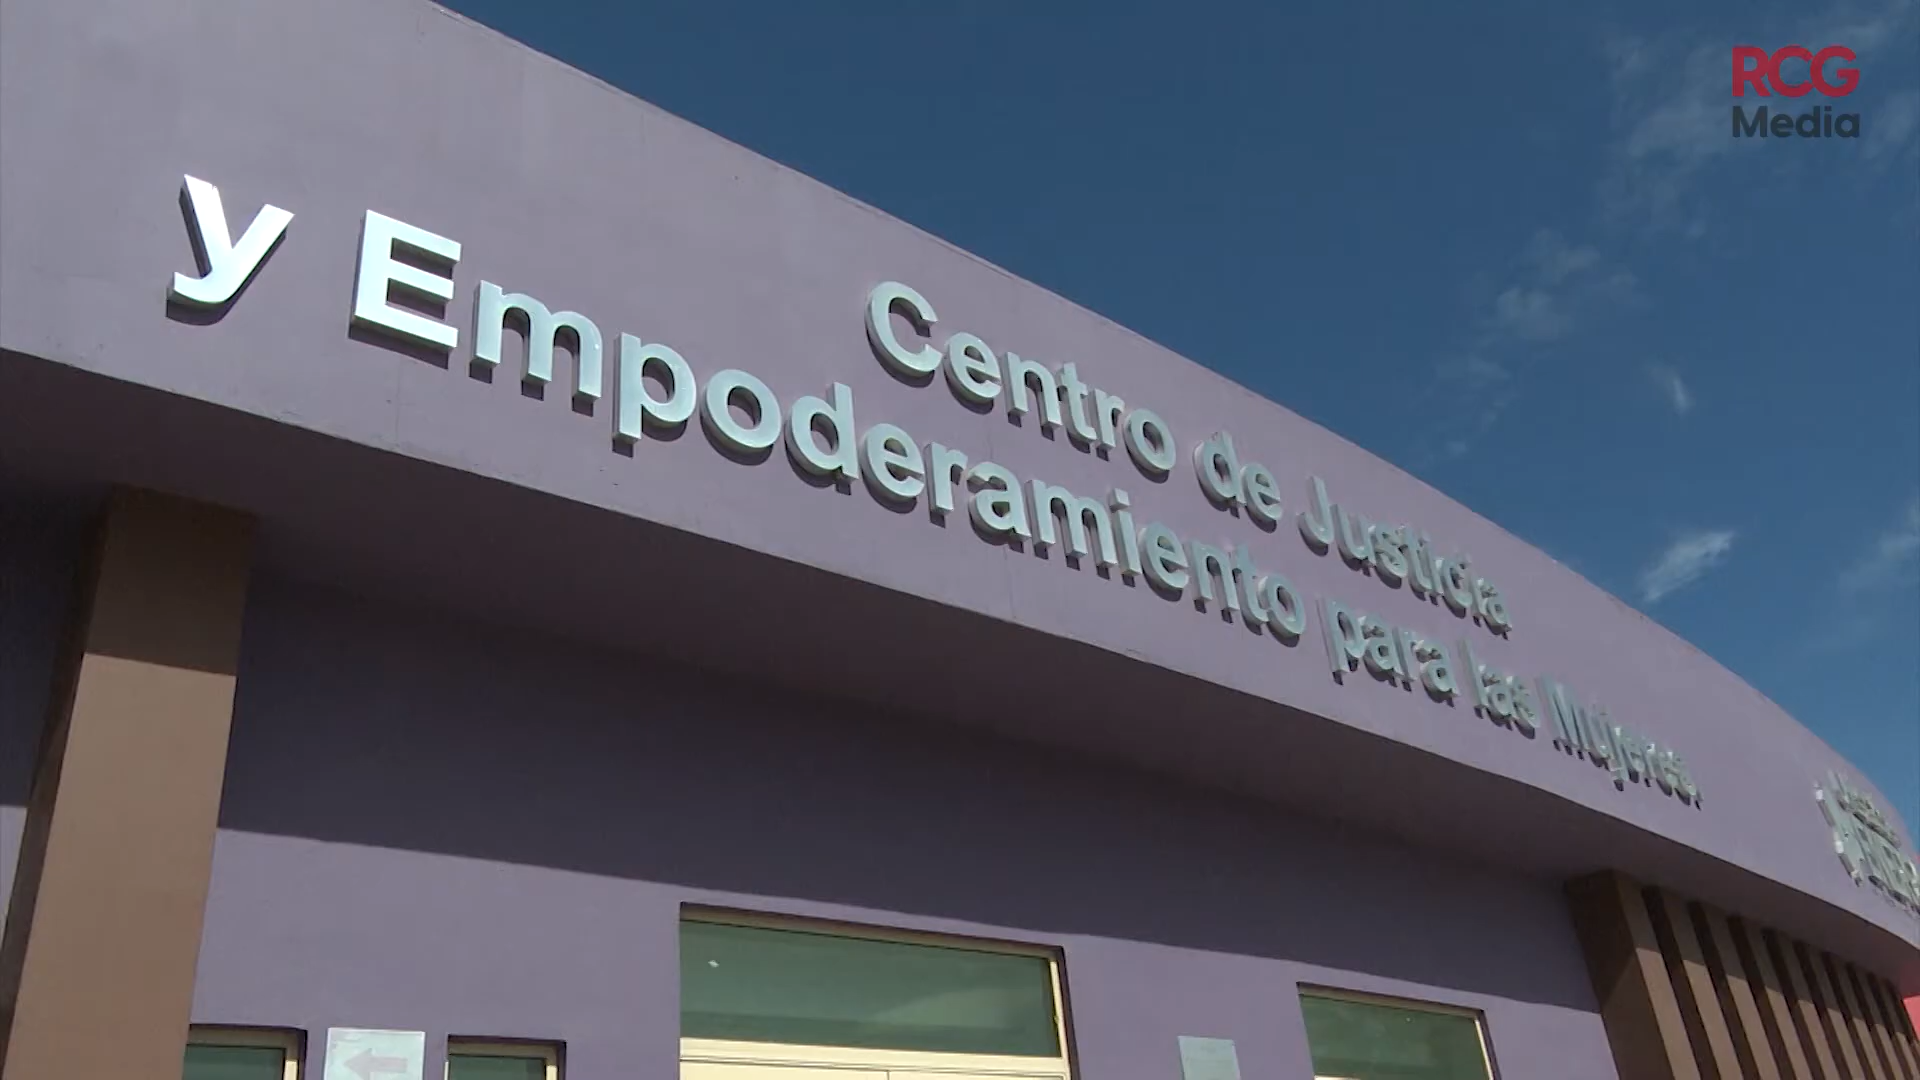 RCG
Media
Centro de Justicia
y Empoderamiento para las Mujeres.